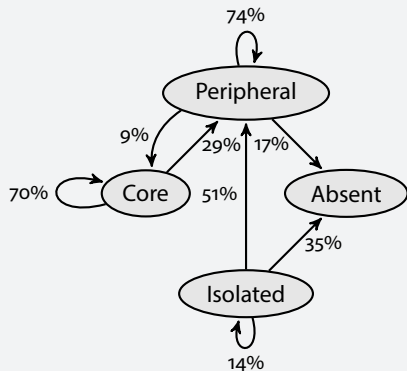 74%
Peripheral
9%
29%
17%
70%
Core
51%
Absent
35%
Isolated
14%